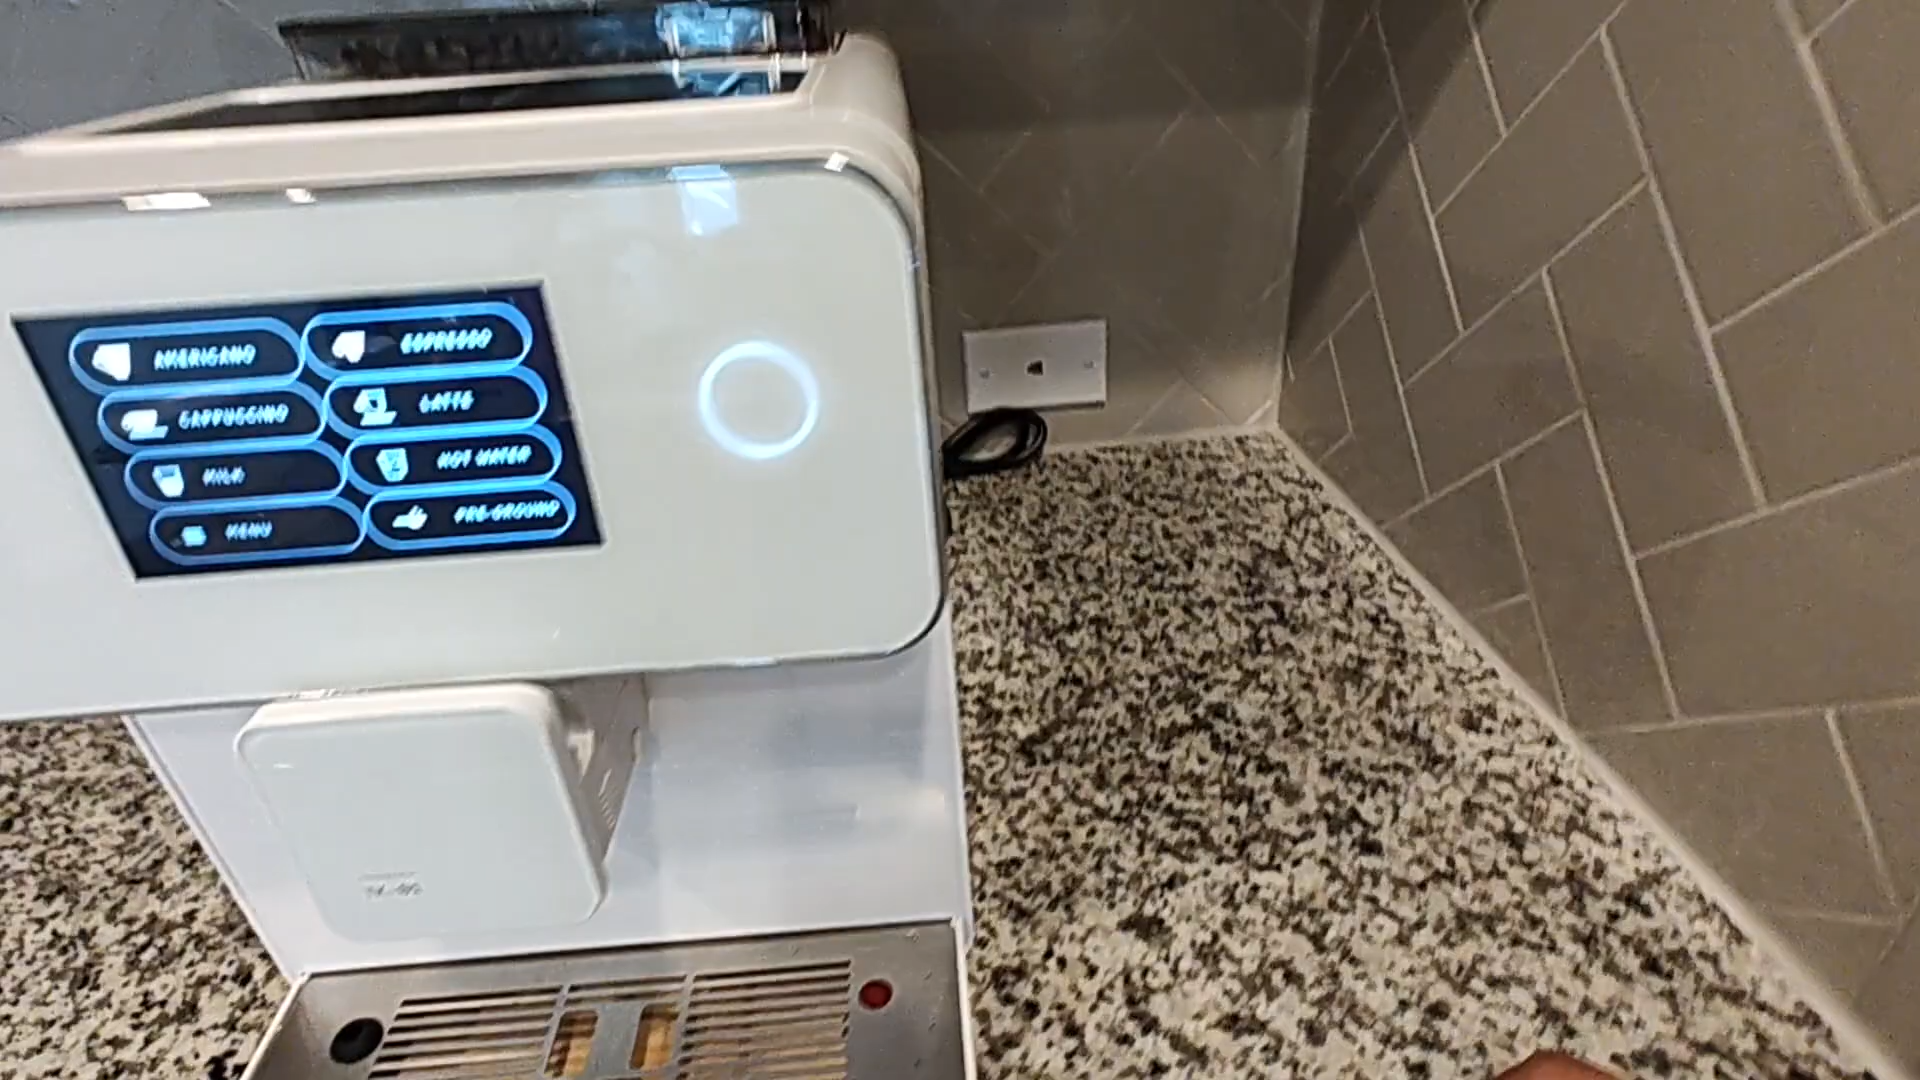 AMERICANO
ESPRESSO
CAPPUCCINO
LATTE
MILK
HOT WATER
MENU
PRE-GROUND